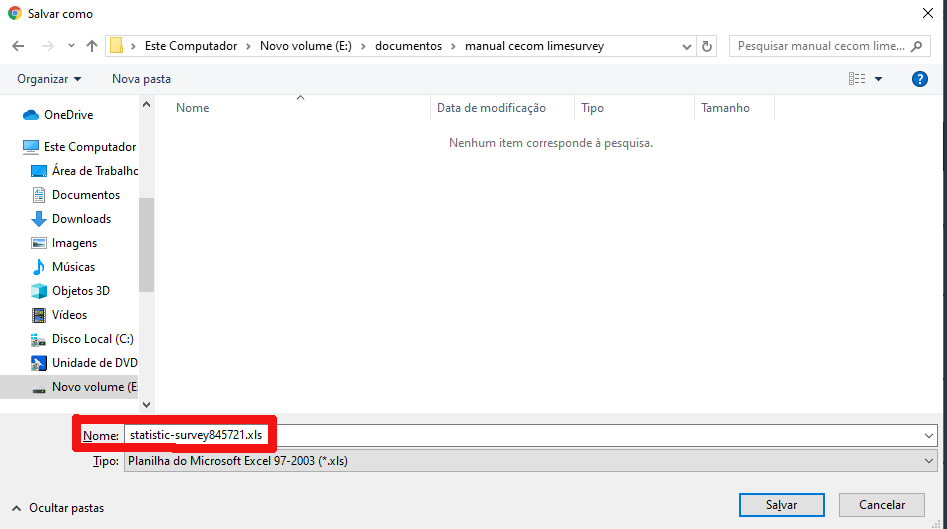 Salvar como
Este Computador > Novo volume (E:) > documentos > manual cecom limesurvey
Pesquisar manual cecom lime...
Organizar
Nova pasta
?
Nome
Data de modificação
Tipo
Tamanho
Nenhum item corresponde à pesquisa.
OneDrive
Este Computador
Área de Trabalho
Documentos
Downloads
Imagens
Músicas
Objetos 3D
Vídeos
Disco Local (C:)
Unidade de DVD
Novo volume (E
Nome: statistic-survey845721.xls
Tipo: Planilha do Microsoft Excel 97-2003 (*.xls)
Ocultar pastas
Salvar
Cancelar